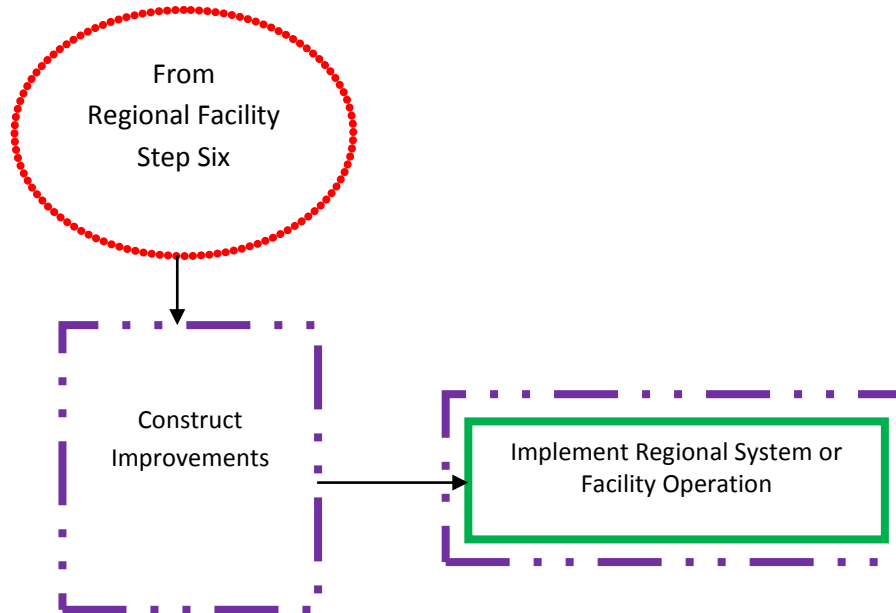 From
Regional Facility
Step Six
Construct
Improvements
Implement Regional System or
Facility Operation